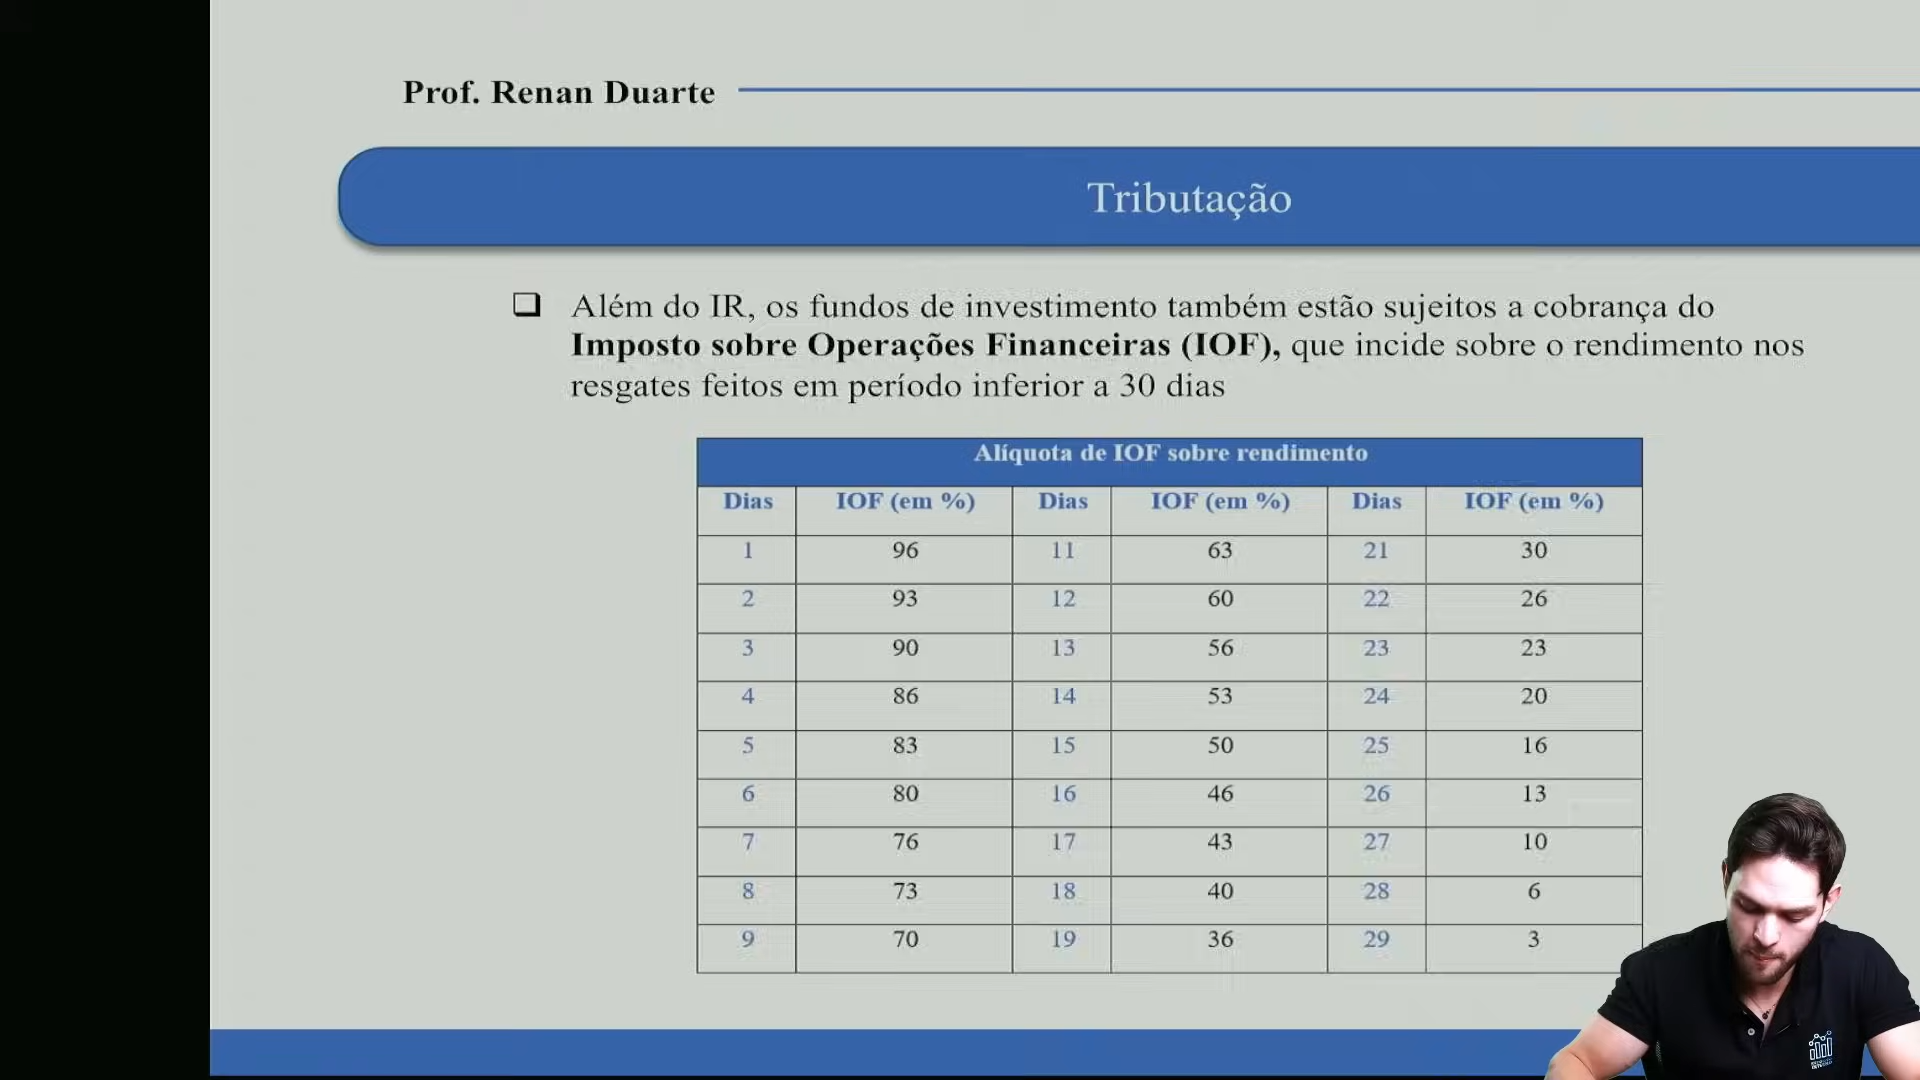 Prof. Renan Duarte
Tributação
Além do IR, os fundos de investimento também estão sujeitos a cobrança do
Imposto sobre Operações Financeiras (IOF), que incide sobre o rendimento nos
resgates feitos em período inferior a 30 dias
Alíquota de IOF sobre rendimento
Dias IOF (em %) Dias IOF (em %) Dias IOF (em %)
1 96 11 63 21 30
2 93 12 60 22 26
3 90 13 56 23 23
4 86 14 53 24 20
5 83 15 50 25 16
6 80 16 46 26 13
7 76 17 43 27 10
8 73 18 40 28 6
9 70 19 36 29 3